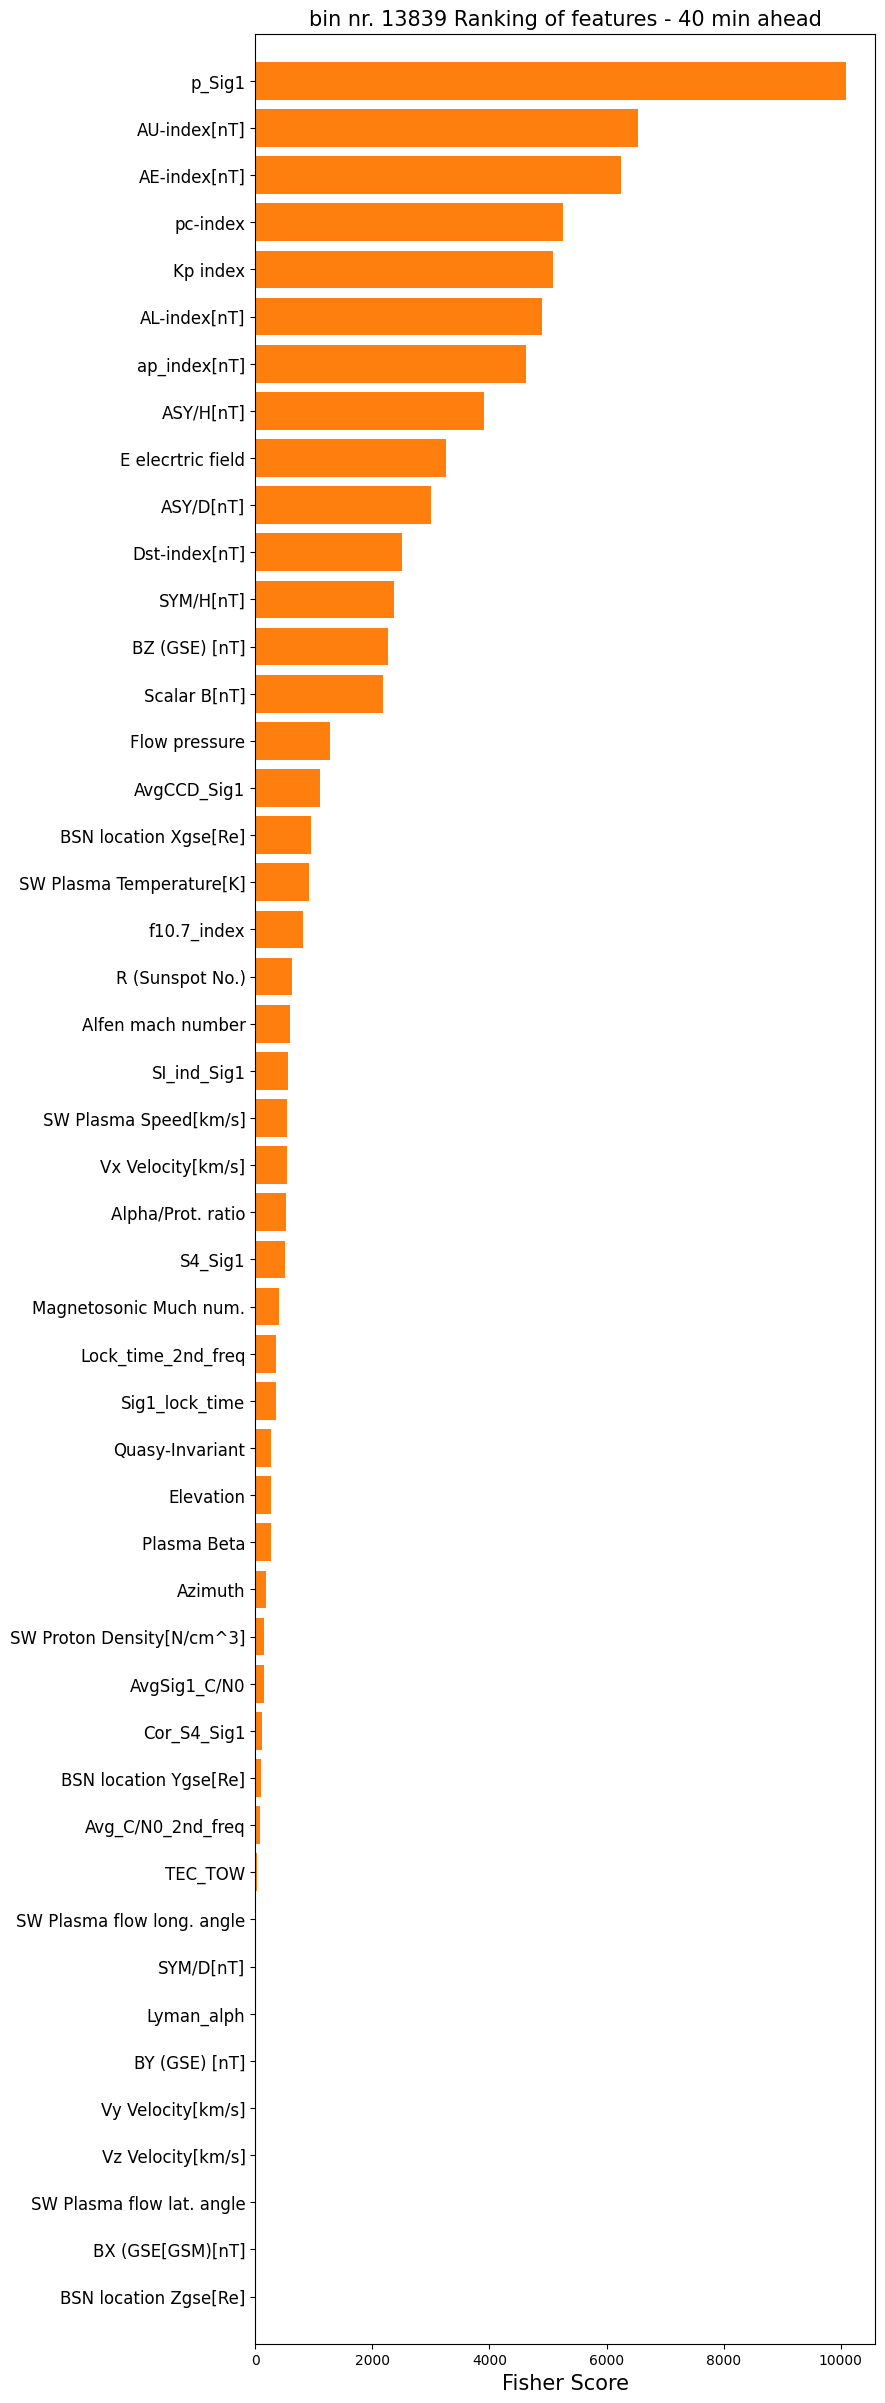 bin nr. 13839 Ranking of features - 40 min ahead
p_Sig1
AU-index[nT]
AE-index[nT]
pc-index
Kp index
AL-index[nT]
ap_index[nT]
ASY/H[nT]
E elecrtric field
ASY/D[nT]
Dst-index[nT]
SYM/H[nT]
BZ (GSE) [nT]
Scalar B[nT]
Flow pressure
AvgCCD_Sig1
BSN location Xgse[Re]
SW Plasma Temperature[K]
f10.7_index
R (Sunspot No.)
Alfen mach number
SI_ind_Sig1
SW Plasma Speed[km/s]
Vx Velocity[km/s]
Alpha/Prot. ratio
S4_Sig1
Magnetosonic Much num.
Lock_time_2nd_freq
Sig1_lock_time
Quasy-Invariant
Elevation
Plasma Beta
Azimuth
SW Proton Density[N/cm^3]
AvgSig1_C/N0
Cor_S4_Sig1
BSN location Ygse[Re]
Avg_C/N0_2nd_freq
TEC_TOW
SW Plasma flow long. angle
SYM/D[nT]
Lyman_alph
BY (GSE) [nT]
Vy Velocity[km/s]
Vz Velocity[km/s]
SW Plasma flow lat. angle
BX (GSE[GSM)[nT]
BSN location Zgse[Re]
0 2000 4000 6000 8000 10000
Fisher Score